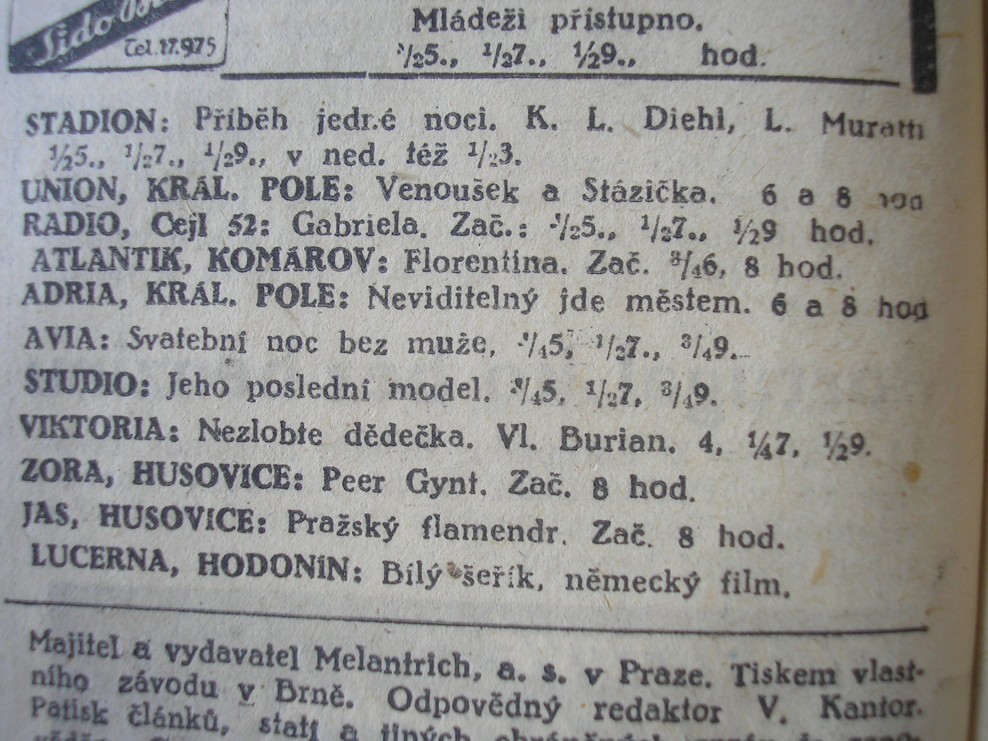 Lido
Tel. 17.975
Mládeži přístupno.
½5., ½7., ½9., hod.
STADION: Příběh jedné noci. K. L. Diehl, L. Muratti
½5., ½7., ½9., v ned. též ½3.
UNION, KRÁL. POLE: Venoušek a Stázička. 6 a 8 hod
RADIO, Cejl 52: Gabriela. Zač.: ½5., ½7., ½9 hod.
ATLANTIK, KOMÁROV: Florentina. Zač. ¾6, 8 hod.
ADRIA, KRÁL. POLE: Neviditelný jde městem. 6 a 8 hod
AVIA: Svatební noc bez muže, ¾5, ½7., ¾9.
STUDIO: Jeho poslední model. ¾5, ½7, ¾9.
VIKTORIA: Nezlobte dědečka. Vl. Burian. 4, ¼7, ½9.
ZORA, HUSOVICE: Peer Gynt. Zač. 8 hod.
JAS, HUSOVICE: Pražský flamendr. Zač. 8 hod.
LUCERNA, HODONÍN: Bílý šeřík, německý film.
Majitel a vydavatel Melantrich, a. s. v Praze. Tiskem vlast-
ního závodu v Brně. Odpovědný redaktor V. Kantor.
Patisk článků, statí a jiných